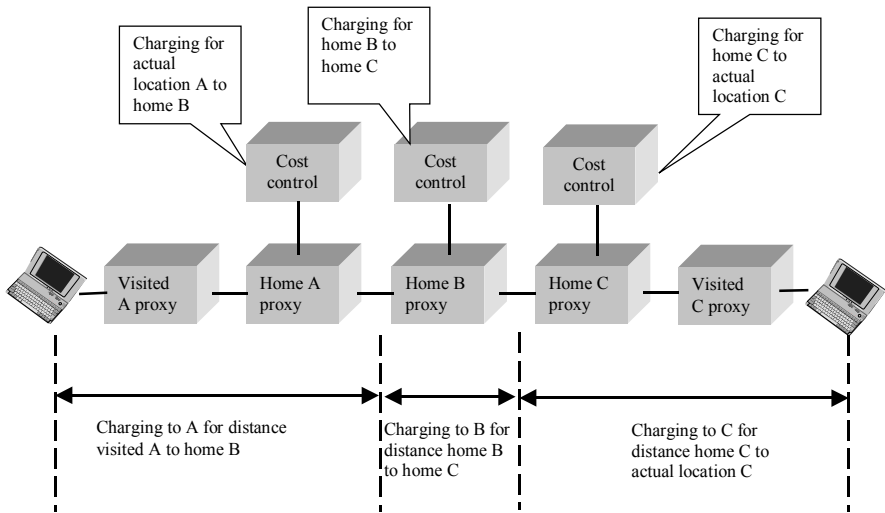 Charging for
actual
location A to
home B
Charging for
home B to
home C
Charging for
home C to
actual
location C
Cost
control
Cost
control
Cost
control
Visited
A proxy
Home A
proxy
Home B
proxy
Home C
proxy
Visited
C proxy
Charging to A for distance
visited A to home B
Charging to B for
distance home B
to home C
Charging to C for
distance home C to
actual location C